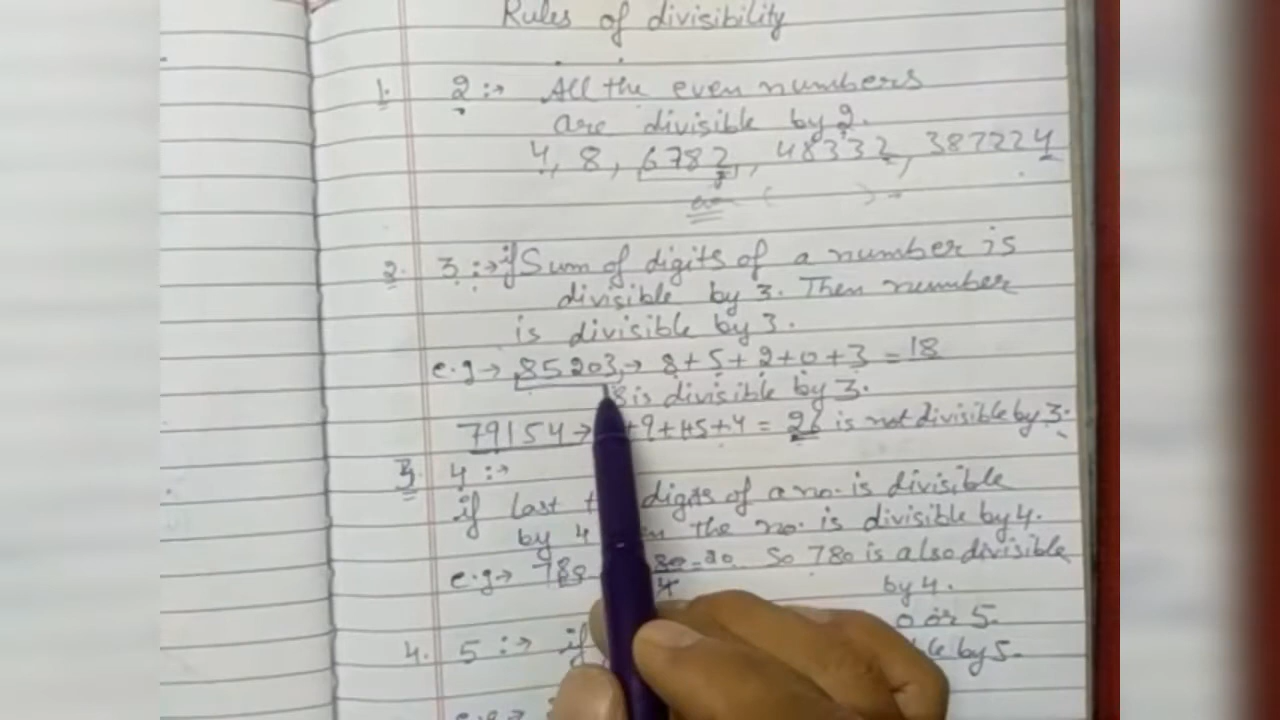 Rules of divisibility
1. 2 :→ All the even numbers
are divisible by 2.
4, 8, 6782, 48332, 387224
2. 3 :→ if Sum of digits of a number is
divisible by 3. Then number
is divisible by 3.
e.g → 85203 → 8+5+2+0+3 = 18
8 is divisible by 3.
79154 → +9+1+5+4 = 26 is not divisible by 3.
3. 4 :→
if last digits of a no. is divisible
by 4 the no. is divisible by 4.
e.g → 780 80 = 20 So 780 is also divisible
4 by 4.
0 or 5.
4. 5 :→ if by 5.